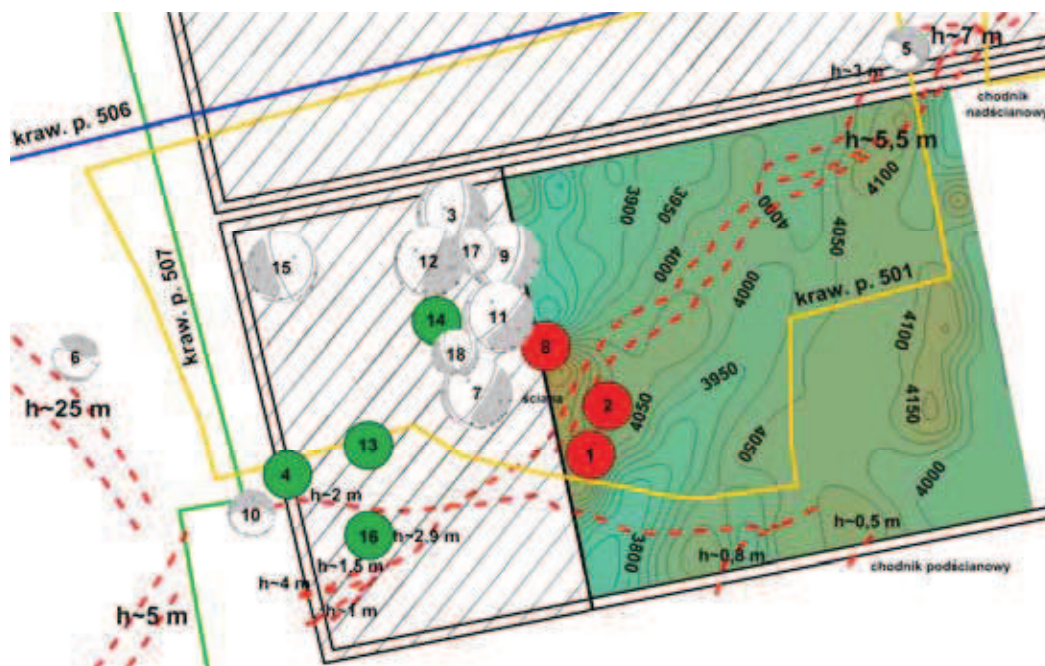 h~7 m
5
h~3 m
chodnik
nadścianowy
kraw. p. 506
h~5,5 m
4100
3900
3950
4000
4050
3
17
9
12
15
4000
4000
kraw. p. 501
kraw. p. 507
11
14
18
8
4100
6
7
ściana
3950
2
4050
4150
h~25 m
13
1
4050
4
4000
h~2 m
10
16
h~2,9 m
h~0,5 m
h~1,5 m
3800
h~0,8 m
chodnik podścianowy
h~4 m
h~1 m
h~5 m